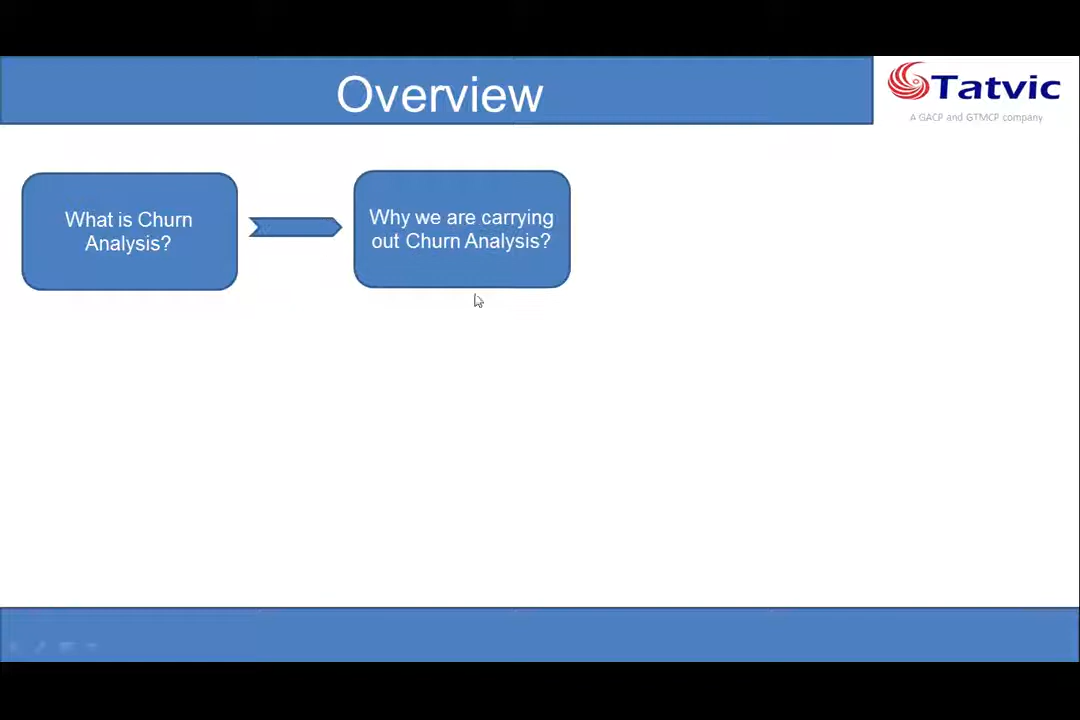 Overview
Tatvic
A GACP and GTMCP company
What is Churn
Analysis?
Why we are carrying
out Churn Analysis?